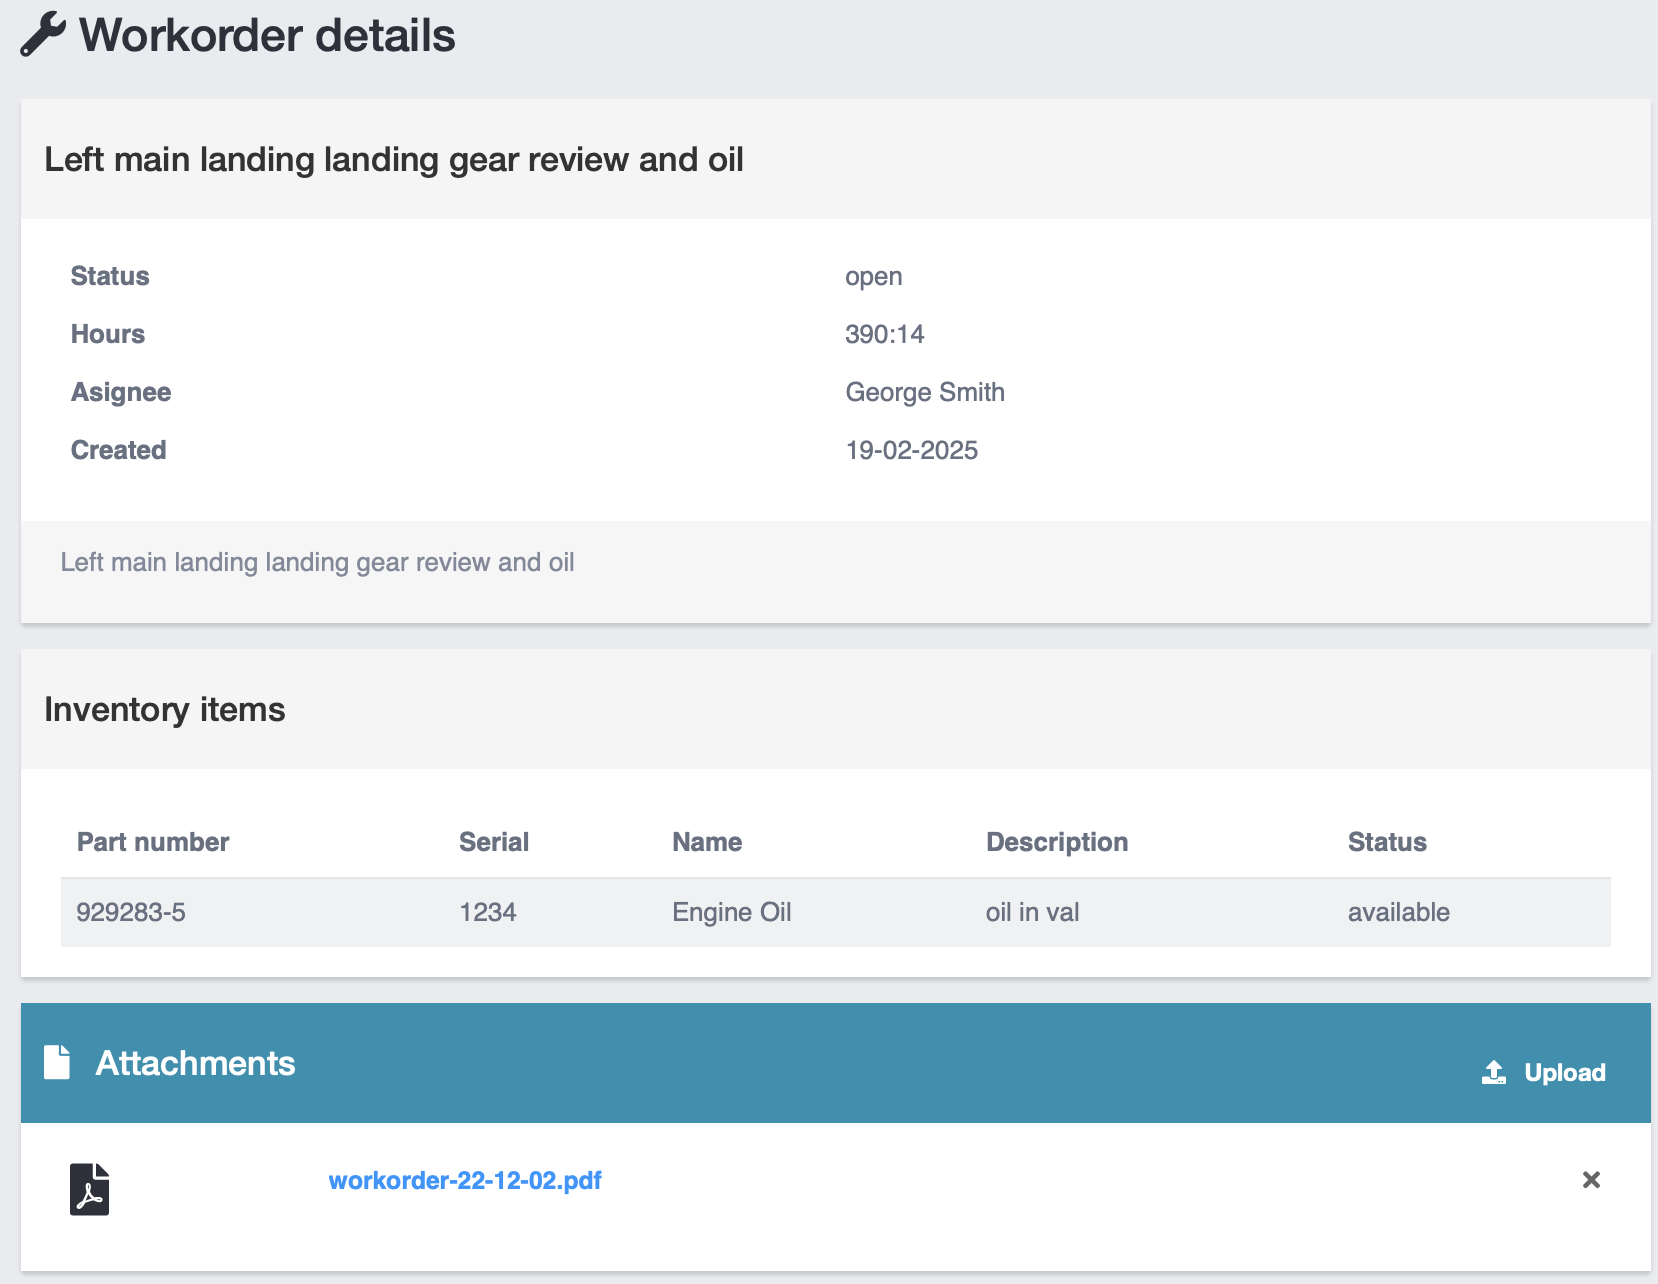 Workorder details
Left main landing landing gear review and oil
Status open
Hours 390:14
Asignee George Smith
Created 19-02-2025
Left main landing landing gear review and oil
Inventory items
Part number Serial Name Description Status
929283-5 1234 Engine Oil oil in val available
Attachments Upload
workorder-22-12-02.pdf